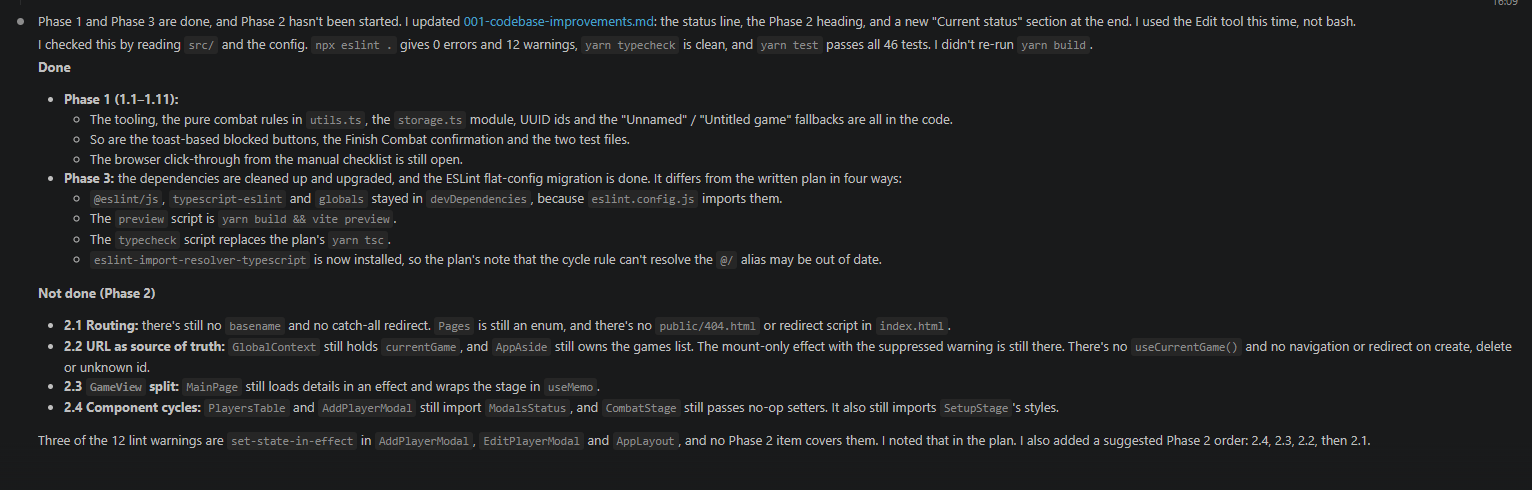 16:09
Phase 1 and Phase 3 are done, and Phase 2 hasn't been started. I updated 001-codebase-improvements.md: the status line, the Phase 2 heading, and a new "Current status" section at the end. I used the Edit tool this time, not bash.
I checked this by reading src/ and the config. npx eslint . gives 0 errors and 12 warnings, yarn typecheck is clean, and yarn test passes all 46 tests. I didn't re-run yarn build.
Done
Phase 1 (1.1–1.11):
The tooling, the pure combat rules in utils.ts, the storage.ts module, UUID ids and the "Unnamed" / "Untitled game" fallbacks are all in the code.
So are the toast-based blocked buttons, the Finish Combat confirmation and the two test files.
The browser click-through from the manual checklist is still open.
Phase 3: the dependencies are cleaned up and upgraded, and the ESLint flat-config migration is done. It differs from the written plan in four ways:
@eslint/js, typescript-eslint and globals stayed in devDependencies, because eslint.config.js imports them.
The preview script is yarn build && vite preview.
The typecheck script replaces the plan's yarn tsc.
eslint-import-resolver-typescript is now installed, so the plan's note that the cycle rule can't resolve the @/ alias may be out of date.
Not done (Phase 2)
2.1 Routing: there's still no basename and no catch-all redirect. Pages is still an enum, and there's no public/404.html or redirect script in index.html.
2.2 URL as source of truth: GlobalContext still holds currentGame, and AppAside still owns the games list. The mount-only effect with the suppressed warning is still there. There's no useCurrentGame() and no navigation or redirect on create, delete
or unknown id.
2.3 GameView split: MainPage still loads details in an effect and wraps the stage in useMemo.
2.4 Component cycles: PlayersTable and AddPlayerModal still import ModalsStatus, and CombatStage still passes no-op setters. It also still imports SetupStage's styles.
Three of the 12 lint warnings are set-state-in-effect in AddPlayerModal, EditPlayerModal and AppLayout, and no Phase 2 item covers them. I noted that in the plan. I also added a suggested Phase 2 order: 2.4, 2.3, 2.2, then 2.1.